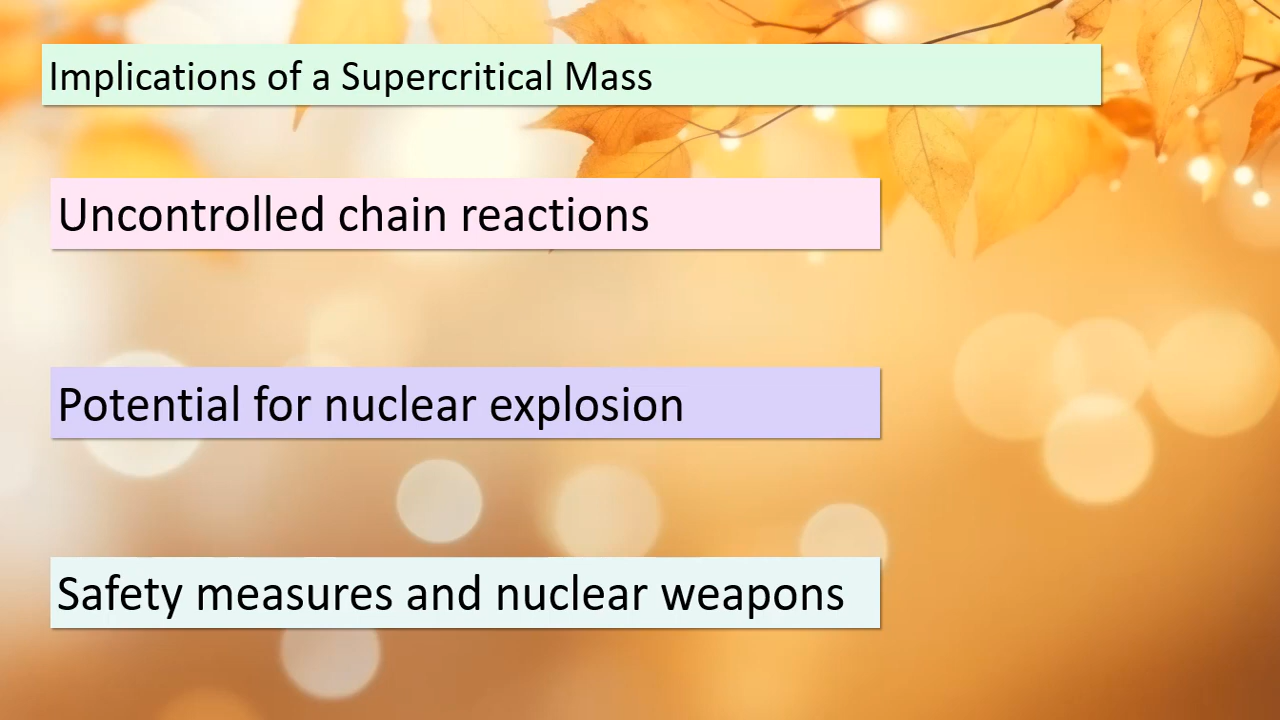 Implications of a Supercritical Mass
Uncontrolled chain reactions
Potential for nuclear explosion
Safety measures and nuclear weapons